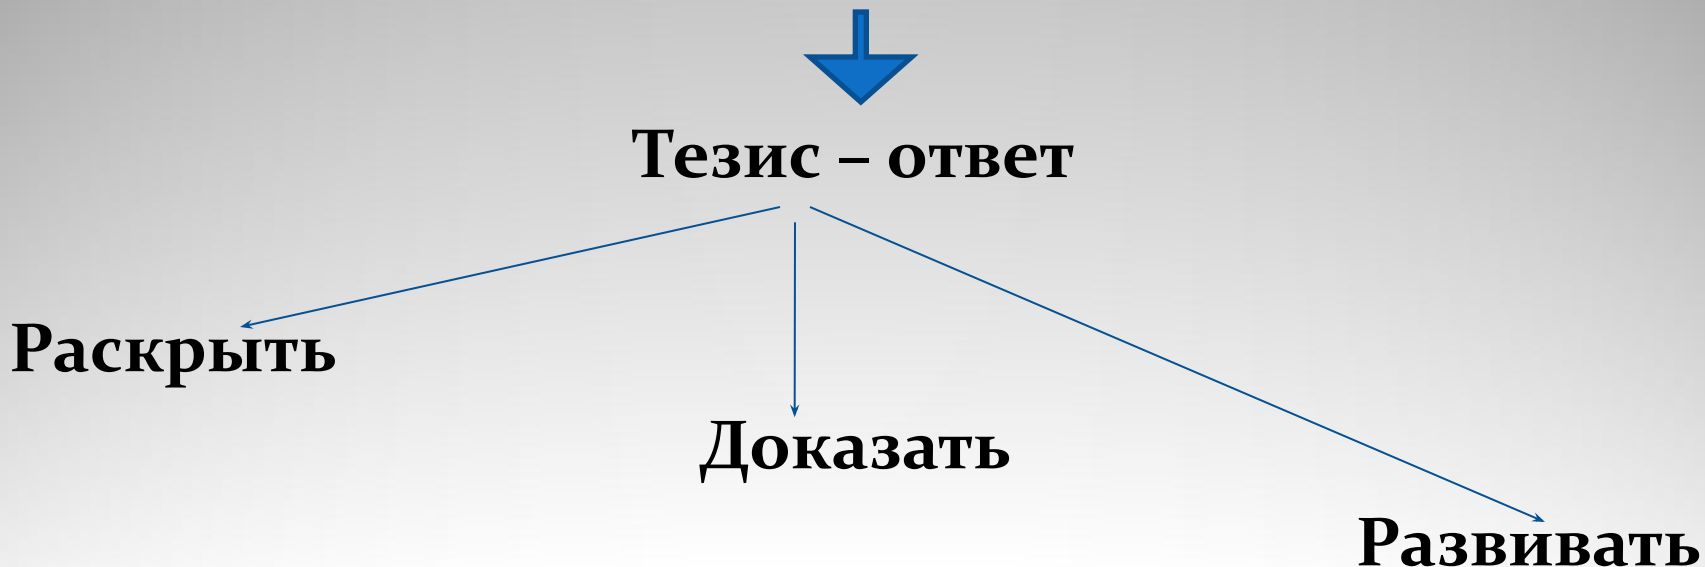 Тезис – ответ
Раскрыть
Доказать
Развивать